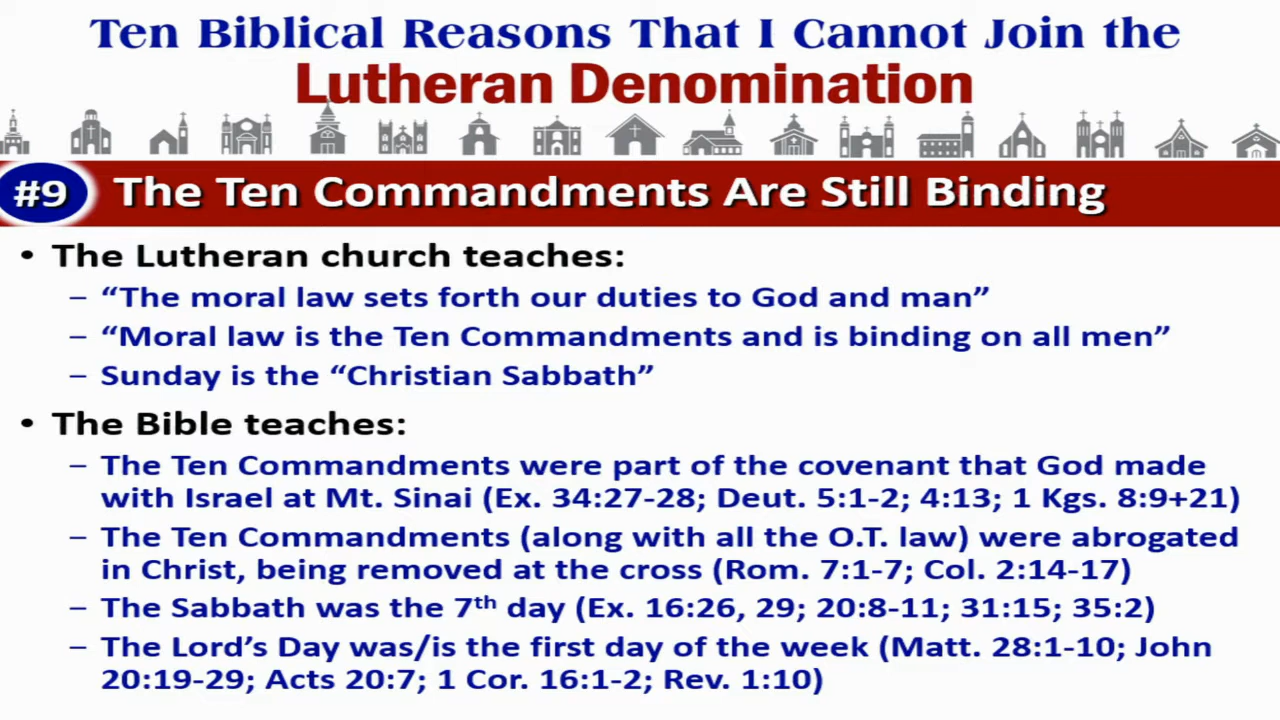 Ten Biblical Reasons That I Cannot Join the
Lutheran Denomination
#9 The Ten Commandments Are Still Binding
• The Lutheran church teaches:
– “The moral law sets forth our duties to God and man”
– “Moral law is the Ten Commandments and is binding on all men”
– Sunday is the “Christian Sabbath”
• The Bible teaches:
– The Ten Commandments were part of the covenant that God made
with Israel at Mt. Sinai (Ex. 34:27-28; Deut. 5:1-2; 4:13; 1 Kgs. 8:9+21)
– The Ten Commandments (along with all the O.T. law) were abrogated
in Christ, being removed at the cross (Rom. 7:1-7; Col. 2:14-17)
– The Sabbath was the 7th day (Ex. 16:26, 29; 20:8-11; 31:15; 35:2)
– The Lord’s Day was/is the first day of the week (Matt. 28:1-10; John
20:19-29; Acts 20:7; 1 Cor. 16:1-2; Rev. 1:10)